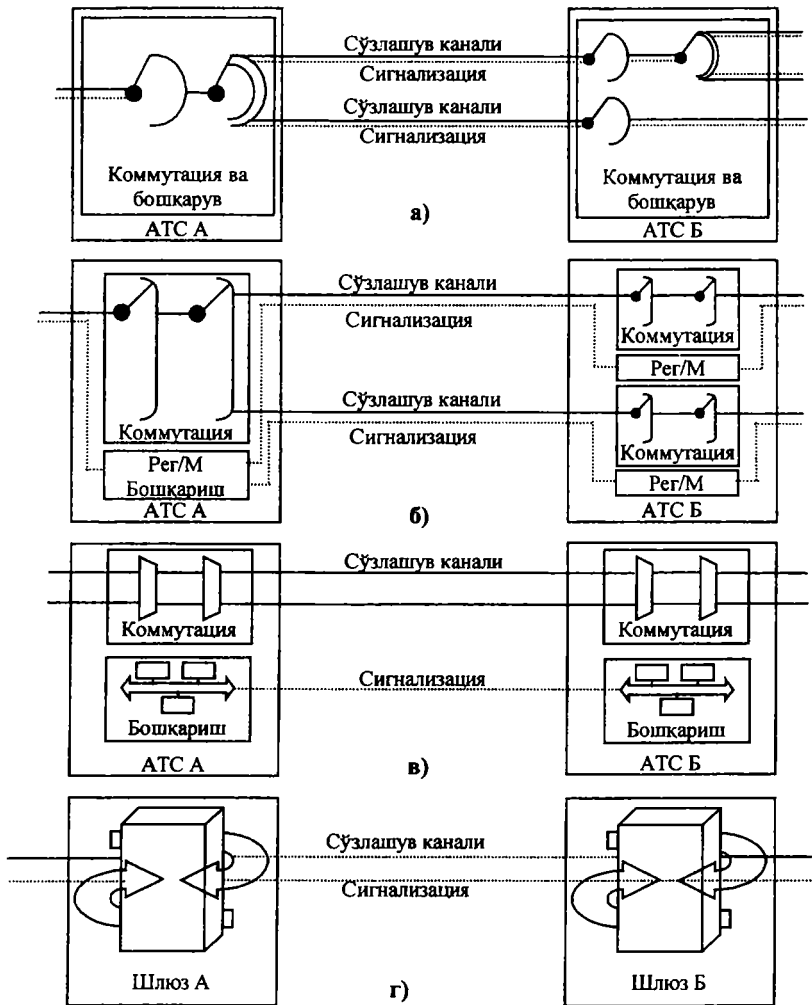 Сўзлашув канали
Сигнализация
Сўзлашув канали
Сигнализация
Коммутация ва
бошқарув
АТС А
Коммутация ва
бошқарув
АТС Б
а)
Сўзлашув канали
Сигнализация
Сўзлашув канали
Сигнализация
Коммутация
Рег/М
Бошқариш
АТС А
Коммутация
Рег/М
Коммутация
Рег/М
АТС Б
б)
Сўзлашув канали
Коммутация
Коммутация
Сигнализация
Бошқариш
АТС А
Бошқариш
АТС Б
в)
Сўзлашув канали
Сигнализация
Шлюз А
Шлюз Б
г)